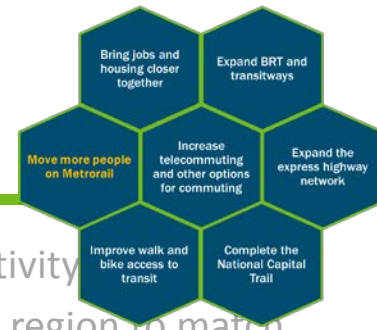 Bring jobs and
housing closer
together
Expand BRT and
transitways
Move more people
on Metrorail
Increase
telecommuting
and other options
for commuting
Expand the
express highway
network
Improve walk and
bike access to
transit
Complete the
National Capital
Trail
region to match